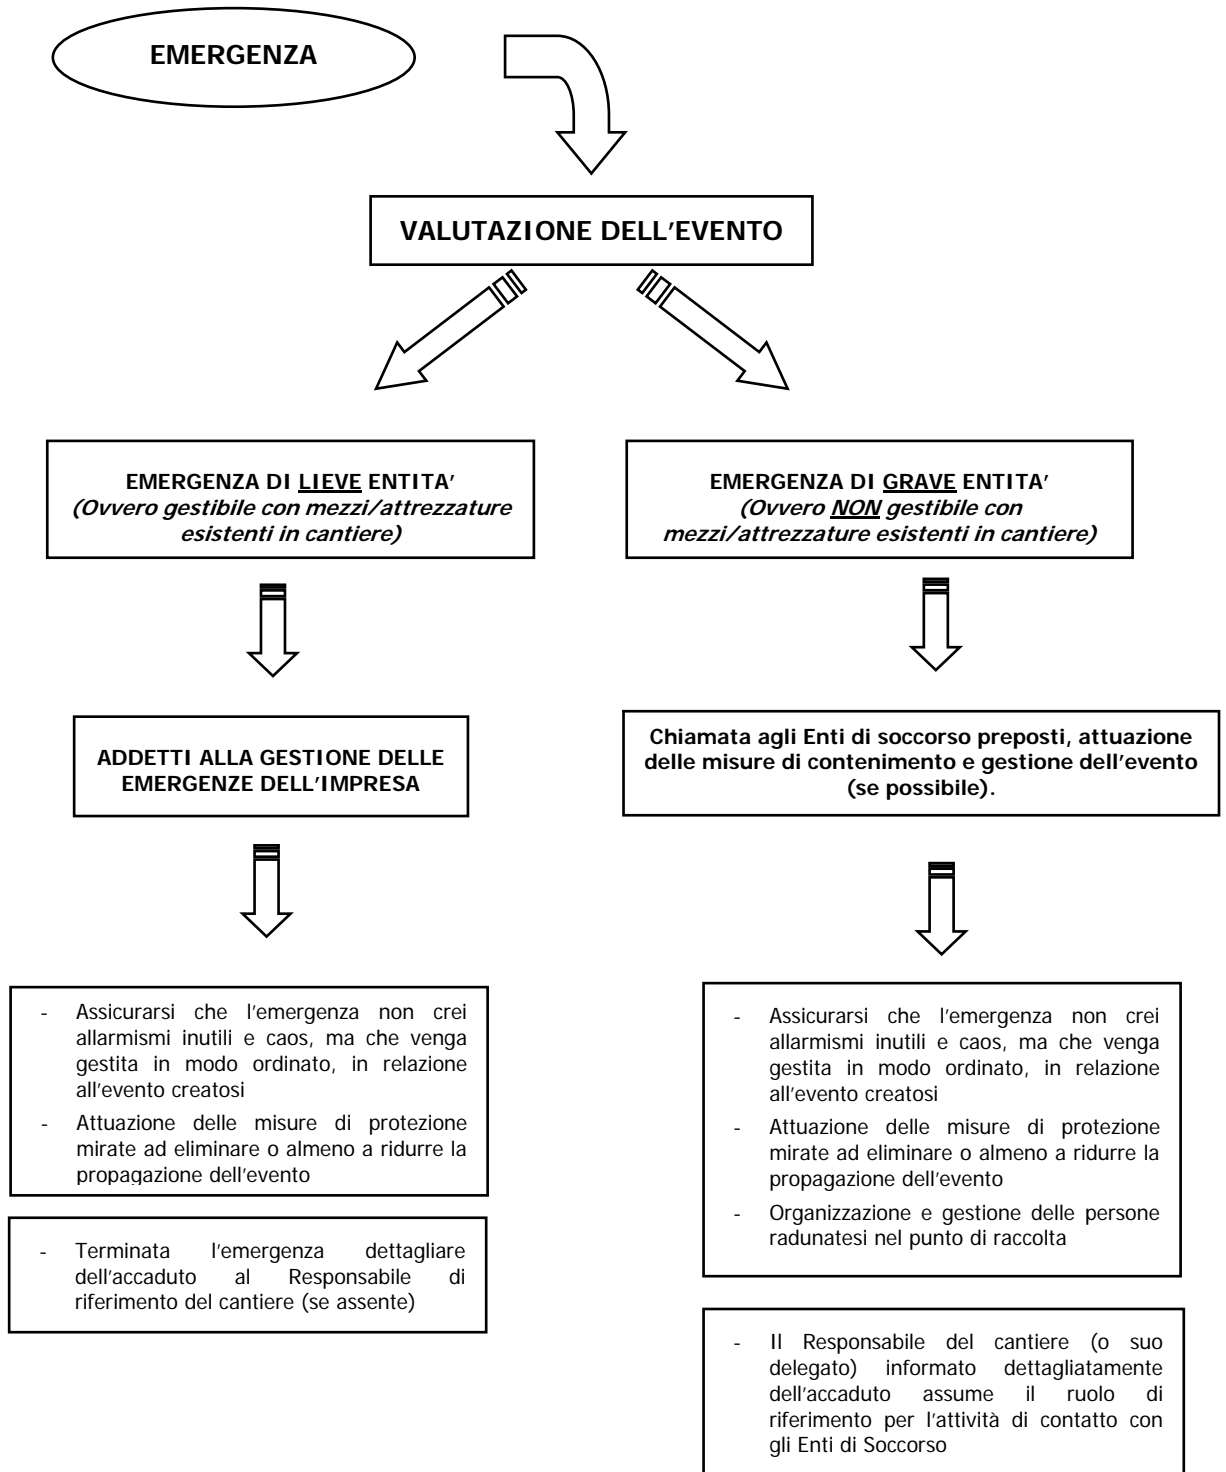 EMERGENZA
VALUTAZIONE DELL'EVENTO
EMERGENZA DI LIEVE ENTITA'
(Ovvero gestibile con mezzi/attrezzature
esistenti in cantiere)
EMERGENZA DI GRAVE ENTITA'
(Ovvero NON gestibile con
mezzi/attrezzature esistenti in cantiere)
ADDETTI ALLA GESTIONE DELLE
EMERGENZE DELL'IMPRESA
Chiamata agli Enti di soccorso preposti, attuazione
delle misure di contenimento e gestione dell'evento
(se possibile).
- Assicurarsi che l'emergenza non crei
allarmismi inutili e caos, ma che venga
gestita in modo ordinato, in relazione
all'evento creatosi
- Attuazione delle misure di protezione
mirate ad eliminare o almeno a ridurre la
propagazione dell'evento
- Terminata l'emergenza dettagliare
dell'accaduto al Responsabile di
riferimento del cantiere (se assente)
- Assicurarsi che l'emergenza non crei
allarmismi inutili e caos, ma che venga
gestita in modo ordinato, in relazione
all'evento creatosi
- Attuazione delle misure di protezione
mirate ad eliminare o almeno a ridurre la
propagazione dell'evento
- Organizzazione e gestione delle persone
radunatesi nel punto di raccolta
- Il Responsabile del cantiere (o suo
delegato) informato dettagliatamente
dell'accaduto assume il ruolo di
riferimento per l'attività di contatto con
gli Enti di Soccorso